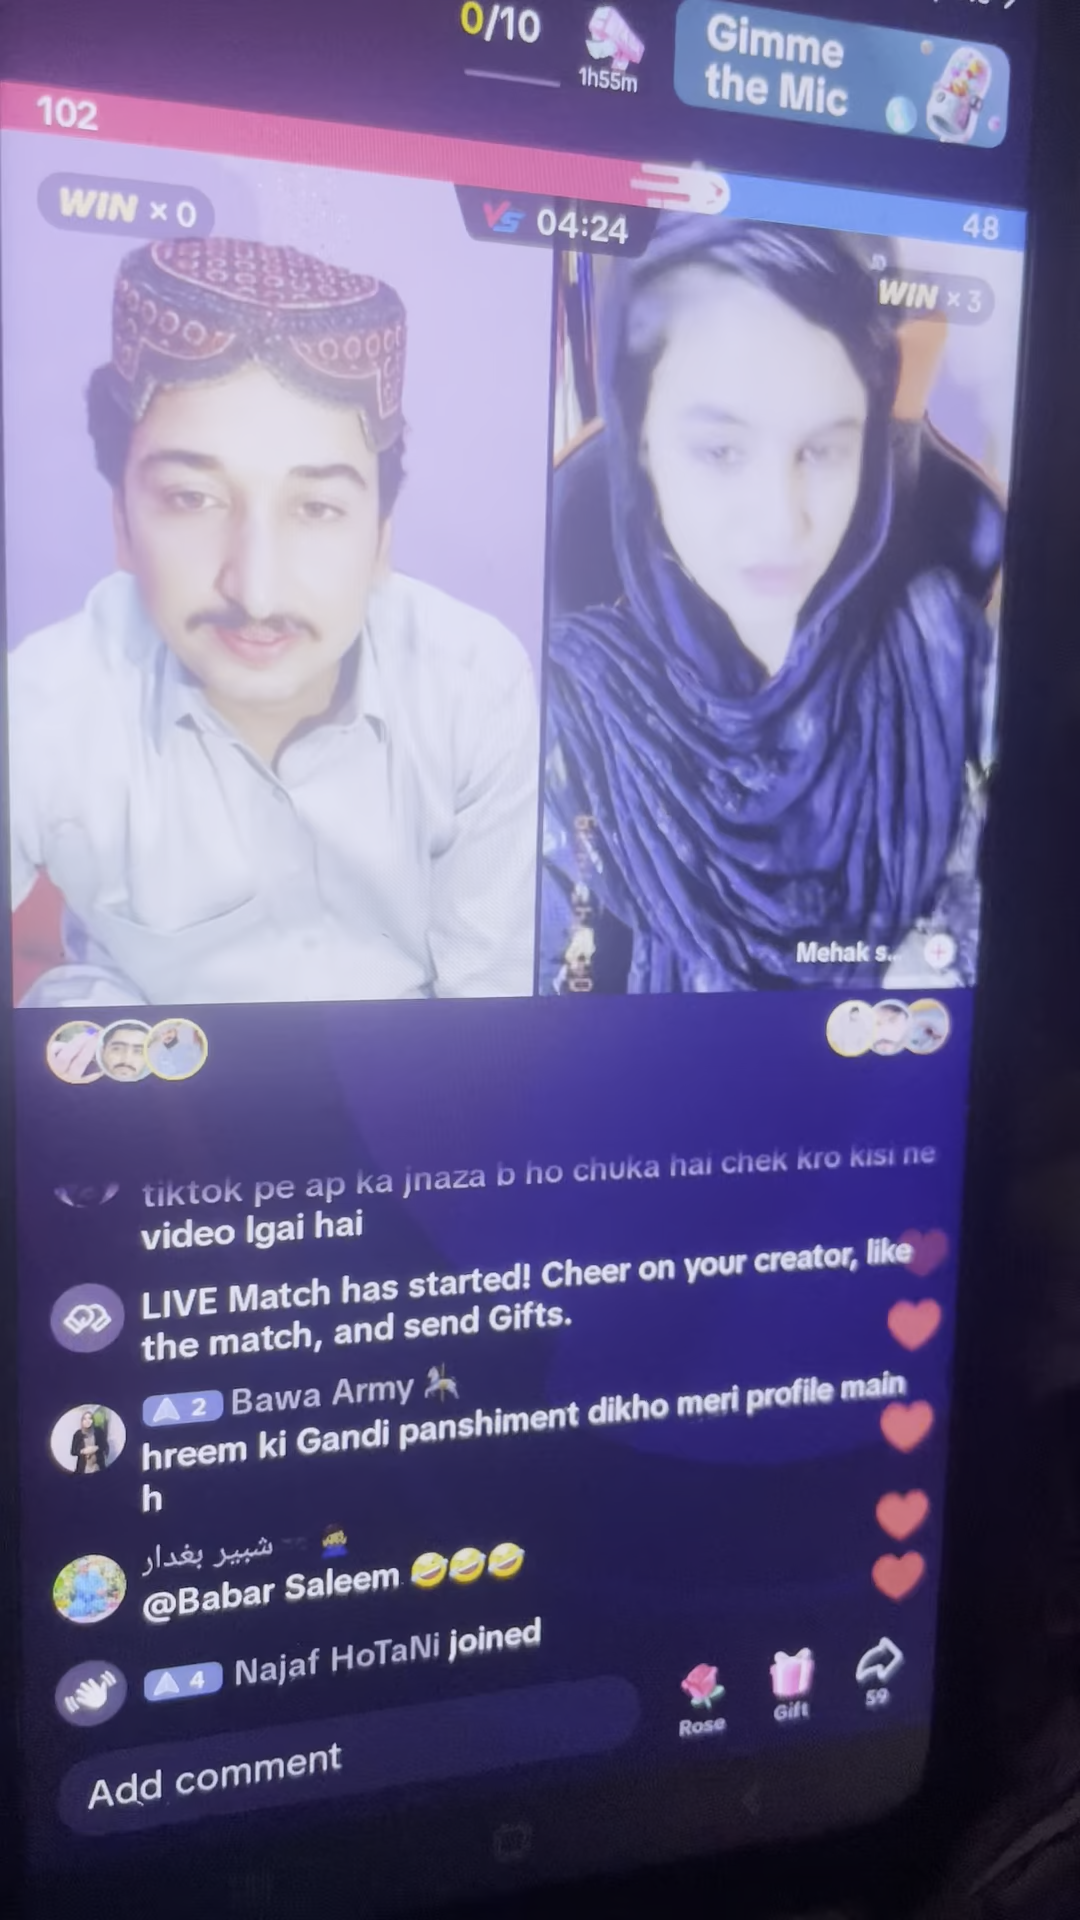 0/10
1h55m
Gimme
the Mic
102
WIN × 0
VS 04:24
48
WIN × 3
Mehak s..
tiktok pe ap ka jnaza b ho chuka hai chek kro kisi ne
video lgai hai
LIVE Match has started! Cheer on your creator, like
the match, and send Gifts.
2 Bawa Army
hreem ki Gandi panshiment dikho meri profile main
h
شبير بغدار
@Babar Saleem 🤣🤣🤣
4 Najaf HoTaNi joined
Add comment
Rose
Gift
59